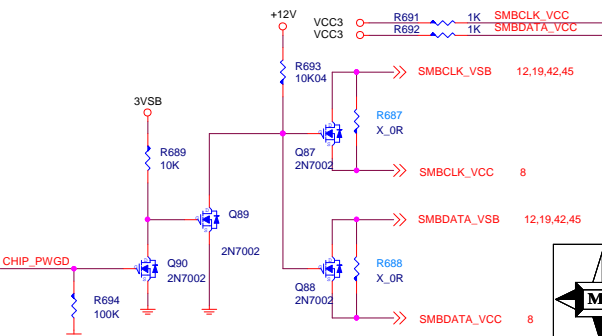 +12V
VCC3 R691 1K SMBCLK_VCC
VCC3 R692 1K SMBDATA_VCC
R693
10K04
SMBCLK_VSB 12,19,42,45
3VSB
R687
X_0R
R689
10K
Q87
2N7002
SMBCLK_VCC 8
Q89
SMBDATA_VSB 12,19,42,45
2N7002
CHIP_PWGD
Q90
2N7002
R688
X_0R
Q88
2N7002
R694
100K
SMBDATA_VCC 8
M